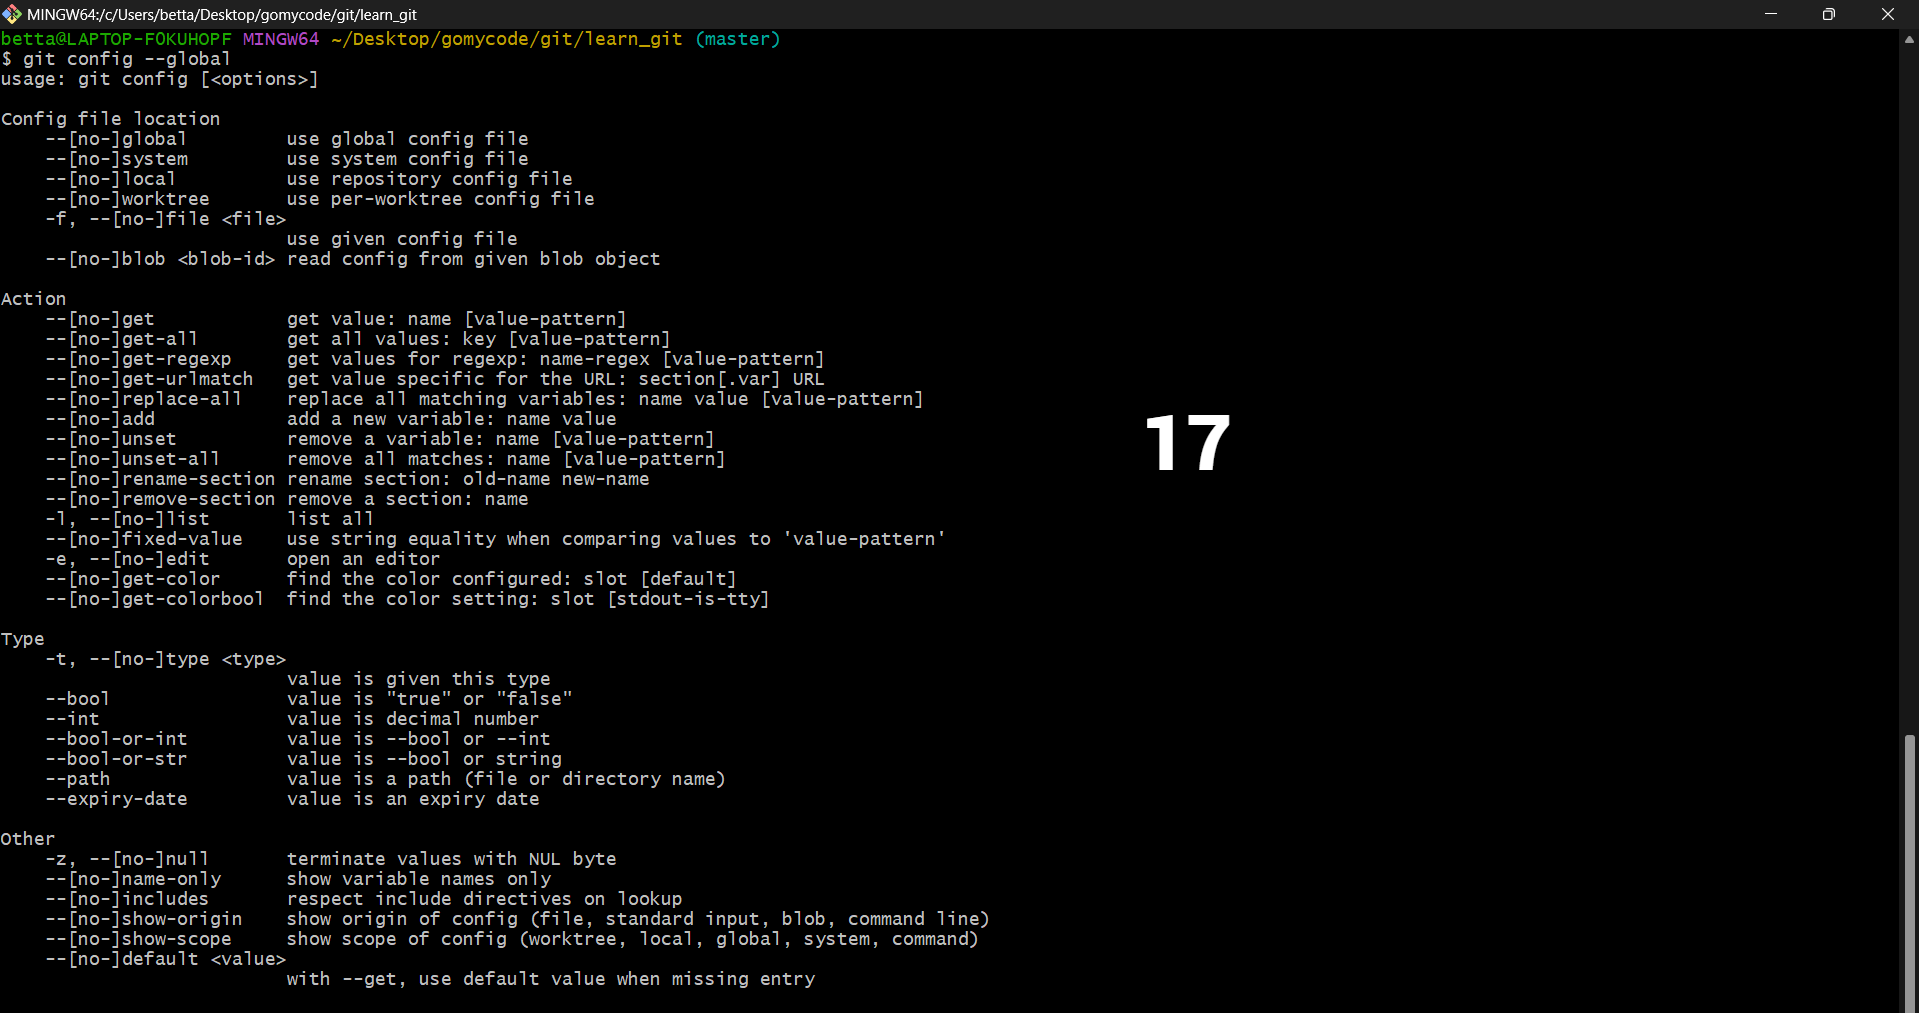 MINGW64:/c/Users/betta/Desktop/gomycode/git/learn_git
betta@LAPTOP-F0KUHOPF MINGW64 ~/Desktop/gomycode/git/learn_git (master)
$ git config --global
usage: git config [<options>]
Config file location
--[no-]global use global config file
--[no-]system use system config file
--[no-]local use repository config file
--[no-]worktree use per-worktree config file
-f, --[no-]file <file>
use given config file
--[no-]blob <blob-id> read config from given blob object
Action
--[no-]get get value: name [value-pattern]
--[no-]get-all get all values: key [value-pattern]
--[no-]get-regexp get values for regexp: name-regex [value-pattern]
--[no-]get-urlmatch get value specific for the URL: section[.var] URL
--[no-]replace-all replace all matching variables: name value [value-pattern]
--[no-]add add a new variable: name value
--[no-]unset remove a variable: name [value-pattern]
--[no-]unset-all remove all matches: name [value-pattern]
--[no-]rename-section rename section: old-name new-name
--[no-]remove-section remove a section: name
-l, --[no-]list list all
--[no-]fixed-value use string equality when comparing values to 'value-pattern'
-e, --[no-]edit open an editor
--[no-]get-color find the color configured: slot [default]
--[no-]get-colorbool find the color setting: slot [stdout-is-tty]
17
Type
-t, --[no-]type <type>
value is given this type
--bool value is "true" or "false"
--int value is decimal number
--bool-or-int value is --bool or --int
--bool-or-str value is --bool or string
--path value is a path (file or directory name)
--expiry-date value is an expiry date
Other
-z, --[no-]null terminate values with NUL byte
--[no-]name-only show variable names only
--[no-]includes respect include directives on lookup
--[no-]show-origin show origin of config (file, standard input, blob, command line)
--[no-]show-scope show scope of config (worktree, local, global, system, command)
--[no-]default <value>
with --get, use default value when missing entry